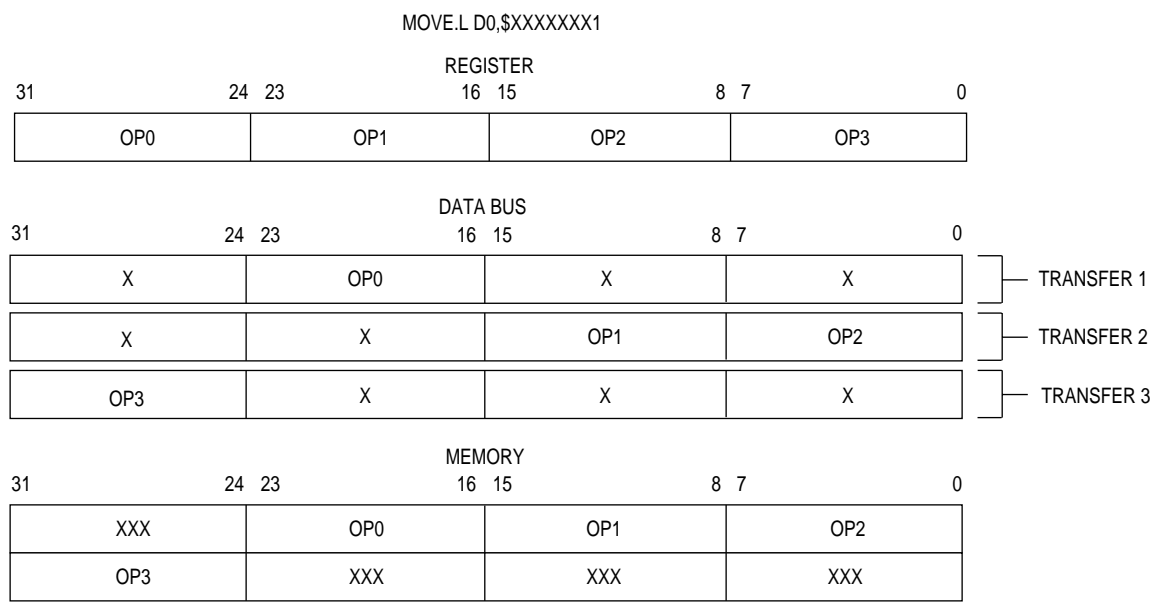 MOVE.L D0,$XXXXXXX1
REGISTER
31 24 23 16 15 8 7 0
OP0 OP1 OP2 OP3
DATA BUS
31 24 23 16 15 8 7 0
X OP0 X X TRANSFER 1
X X OP1 OP2 TRANSFER 2
OP3 X X X TRANSFER 3
MEMORY
31 24 23 16 15 8 7 0
XXX OP0 OP1 OP2
OP3 XXX XXX XXX